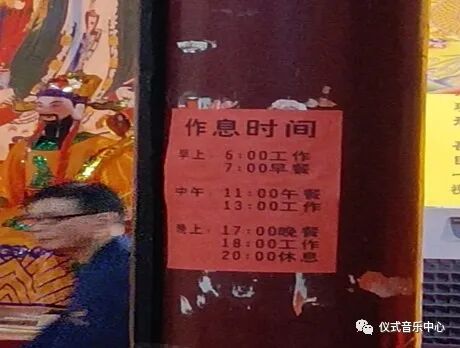 作息时间
早上：6:00工作
7:00早餐
中午：11:00午餐
13:00工作
晚上：17:00晚餐
18:00工作
20:00休息
仪式音乐中心